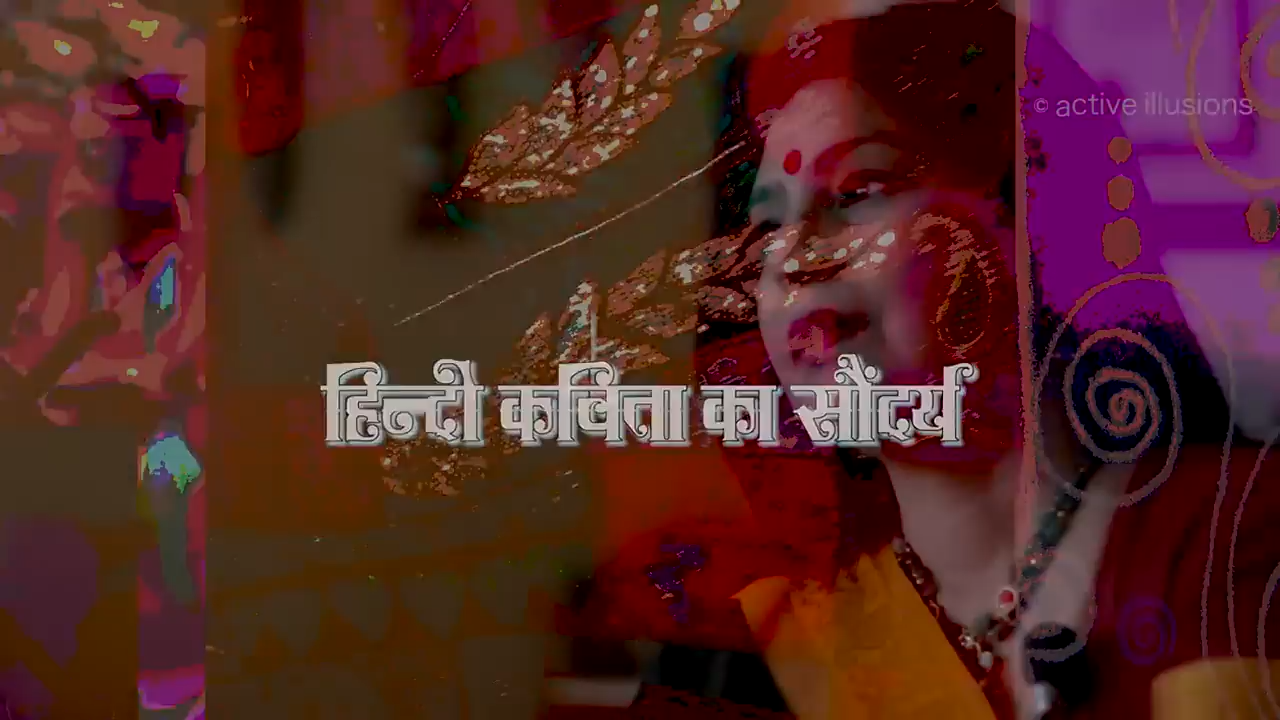 © active illusions
हिन्दी कविता का सौंदर्य